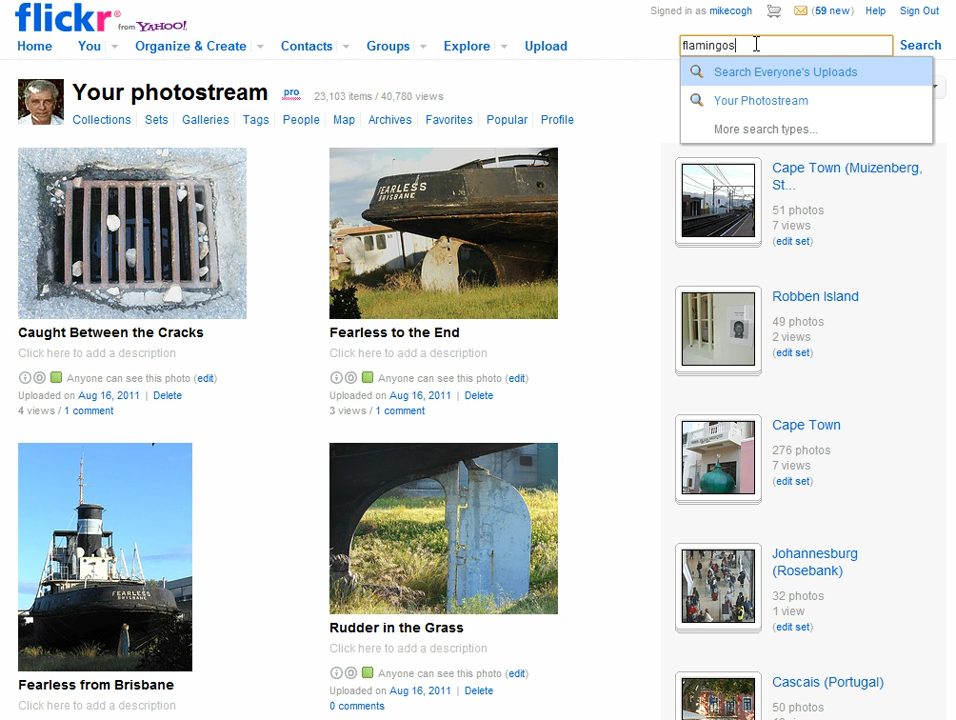 flickr® from YAHOO!
Signed in as mikecogh (59 new) Help Sign Out
Home You Organize & Create Contacts Groups Explore Upload
flamingos Search
Search Everyone's Uploads
Your Photostream
More search types...
Your photostream pro 23,103 items / 40,780 views
Collections Sets Galleries Tags People Map Archives Favorites Popular Profile
FEARLESS
BRISBANE
Caught Between the Cracks
Click here to add a description
Anyone can see this photo (edit)
Uploaded on Aug 16, 2011 | Delete
4 views / 1 comment
Fearless to the End
Click here to add a description
Anyone can see this photo (edit)
Uploaded on Aug 16, 2011 | Delete
3 views / 1 comment
FEARLESS
BRISBANE
Fearless from Brisbane
Click here to add a description
Rudder in the Grass
Click here to add a description
Anyone can see this photo (edit)
Uploaded on Aug 16, 2011 | Delete
0 comments
Cape Town (Muizenberg,
St...
51 photos
7 views
(edit set)
Robben Island
49 photos
2 views
(edit set)
Cape Town
276 photos
7 views
(edit set)
Johannesburg
(Rosebank)
32 photos
1 view
(edit set)
Cascais (Portugal)
50 photos